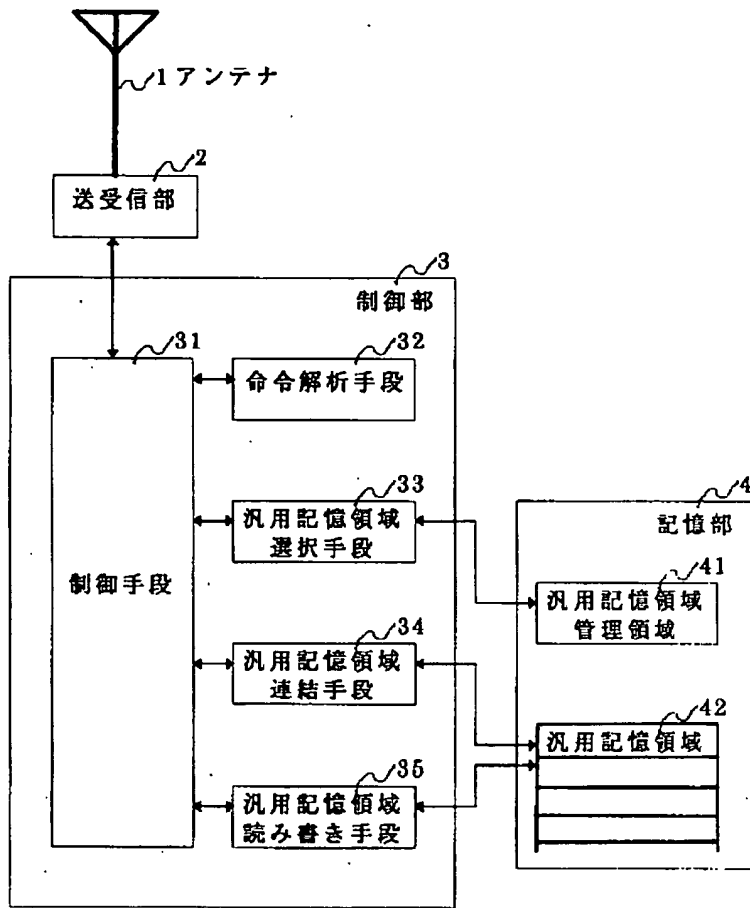 1 アンテナ
2
送受信部
3
制御部
31
制御手段
32
命令解析手段
33
汎用記憶領域
選択手段
34
汎用記憶領域
連結手段
35
汎用記憶領域
読み書き手段
4
記憶部
41
汎用記憶領域
管理領域
42
汎用記憶領域